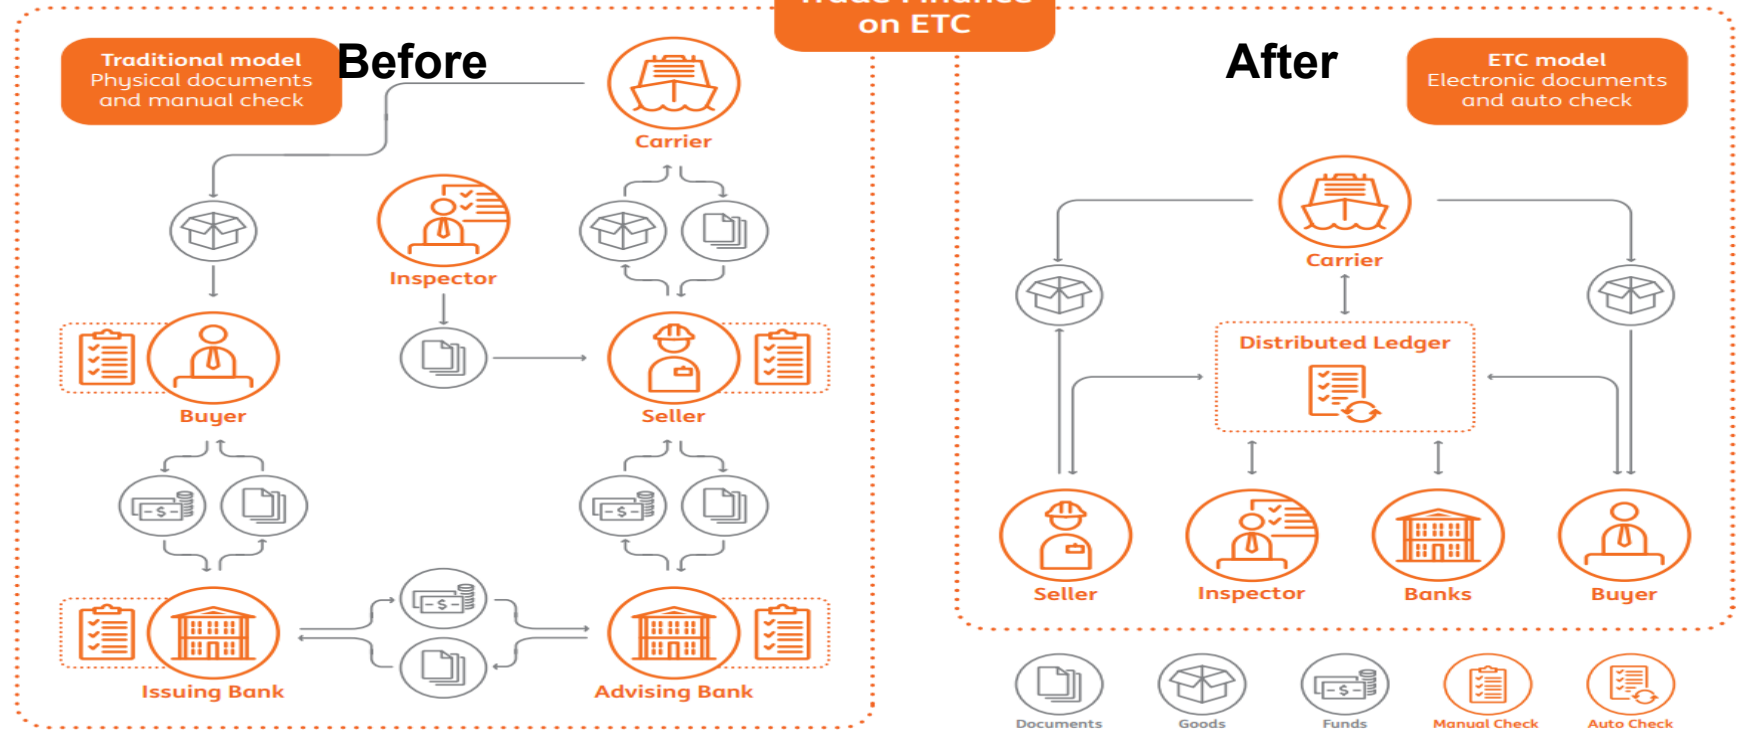 Trade Finance
on ETC
Traditional model
Physical documents
and manual check
Before
Carrier
Inspector
Buyer
Seller
$
$
$
Issuing Bank
Advising Bank
After
ETC model
Electronic documents
and auto check
Carrier
Distributed Ledger
Seller
Inspector
Banks
Buyer
$
Documents
Goods
Funds
Manual Check
Auto Check